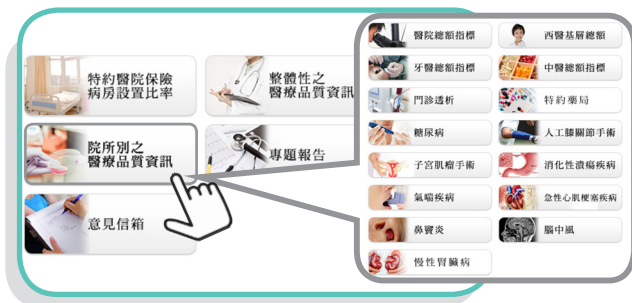 特約醫院保險
病房設置比率
整體性之
醫療品質資訊
院所別之
醫療品質資訊
專題報告
意見信箱
醫院總額指標
西醫基層總額
牙醫總額指標
中醫總額指標
門診透析
特約藥局
糖尿病
人工膝關節手術
子宮肌瘤手術
消化性潰瘍疾病
氣喘疾病
急性心肌梗塞疾病
鼻竇炎
腦中風
慢性腎臟病